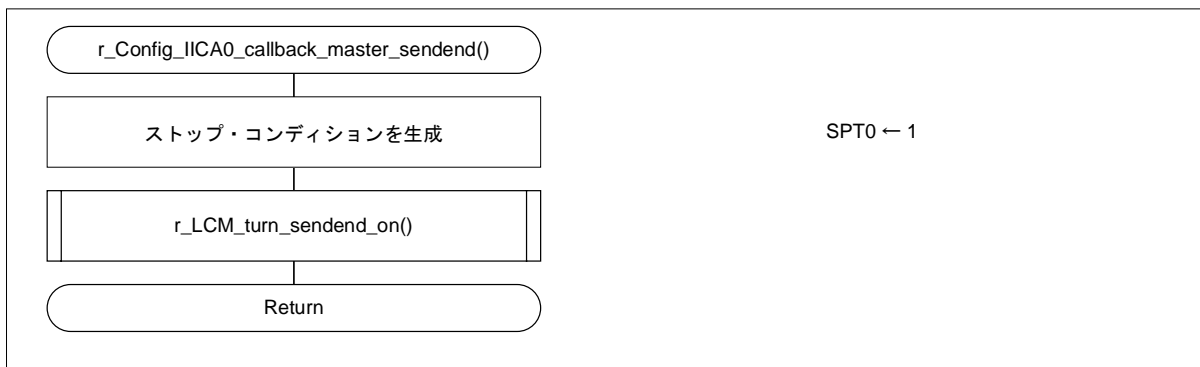 r_Config_IICA0_callback_master_sendend()
ストップ・コンディションを生成
SPT0 ← 1
r_LCM_turn_sendend_on()
Return